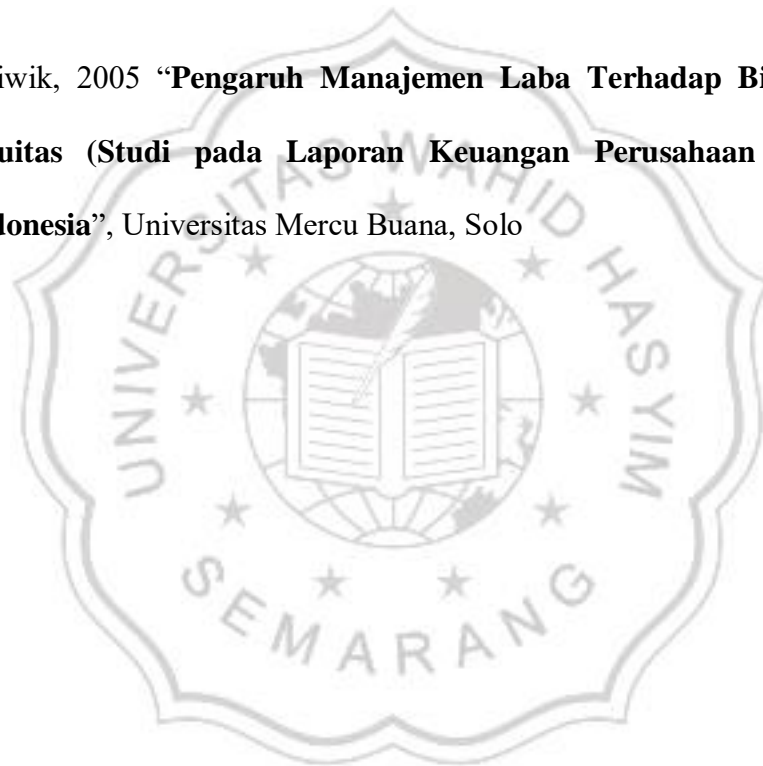 iwik, 2005 “Pengaruh Manajemen Laba Terhadap Bi
uitas (Studi pada Laporan Keuangan Perusahaan
donesia”, Universitas Mercu Buana, Solo
UNIVERSITAS WAHID HASYIM
SEMARANG